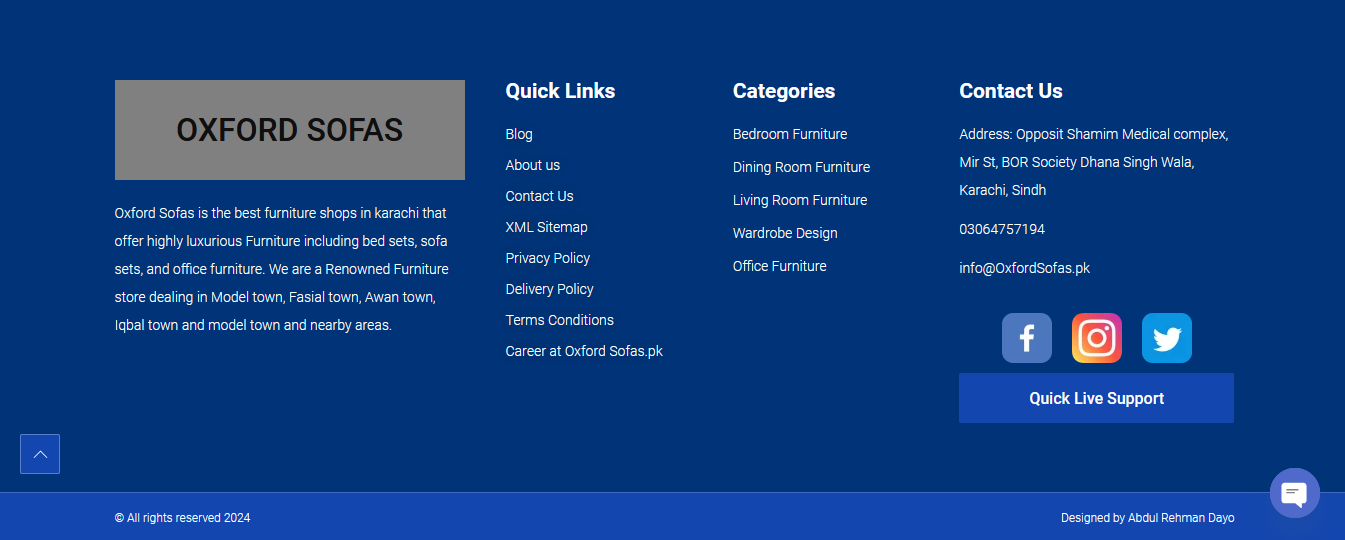 OXFORD SOFAS
Oxford Sofas is the best furniture shops in karachi that
offer highly luxurious Furniture including bed sets, sofa
sets, and office furniture. We are a Renowned Furniture
store dealing in Model town, Fasial town, Awan town,
Iqbal town and model town and nearby areas.
Quick Links
Blog
About us
Contact Us
XML Sitemap
Privacy Policy
Delivery Policy
Terms Conditions
Career at Oxford Sofas.pk
Categories
Bedroom Furniture
Dining Room Furniture
Living Room Furniture
Wardrobe Design
Office Furniture
Contact Us
Address: Opposit Shamim Medical complex,
Mir St, BOR Society Dhana Singh Wala,
Karachi, Sindh
03064757194
info@OxfordSofas.pk
Quick Live Support
© All rights reserved 2024
Designed by Abdul Rehman Dayo